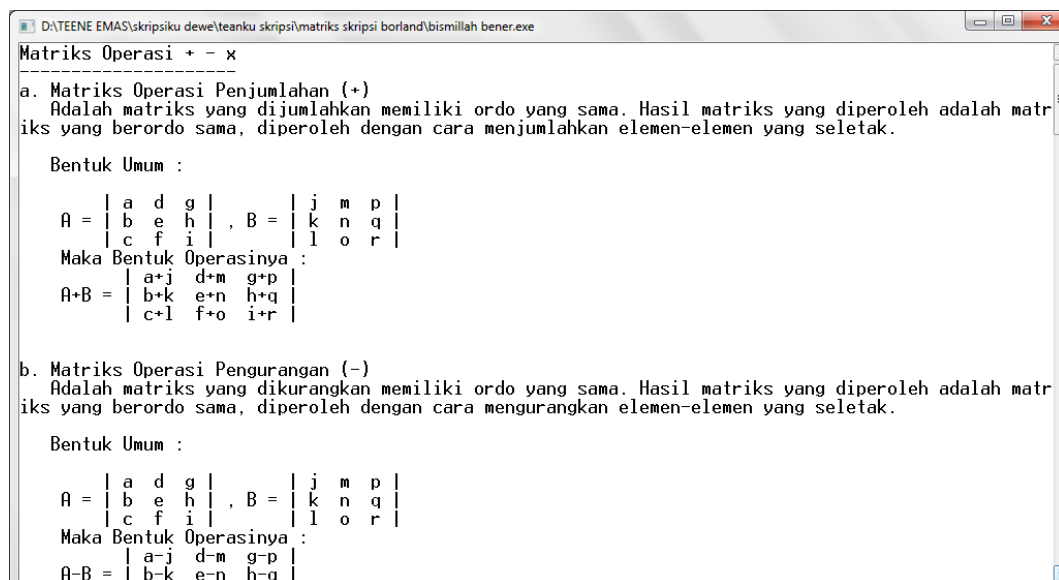 D:\TEENE EMAS\skripsiku dewe\teanku skripsi\matriks skripsi borland\bismillah bener.exe
Matriks Operasi + - x
---------------------
a. Matriks Operasi Penjumlahan (+)
   Adalah matriks yang dijumlahkan memiliki ordo yang sama. Hasil matriks yang diperoleh adalah matr
iks yang berordo sama, diperoleh dengan cara menjumlahkan elemen-elemen yang seletak.
   Bentuk Umum :
        | a  d  g |       | j  m  p |
    A = | b  e  h | , B = | k  n  q |
        | c  f  i |       | l  o  r |
    Maka Bentuk Operasinya :
          | a+j  d+m  g+p |
    A+B = | b+k  e+n  h+q |
          | c+l  f+o  i+r |
b. Matriks Operasi Pengurangan (-)
   Adalah matriks yang dikurangkan memiliki ordo yang sama. Hasil matriks yang diperoleh adalah matr
iks yang berordo sama, diperoleh dengan cara mengurangkan elemen-elemen yang seletak.
   Bentuk Umum :
        | a  d  g |       | j  m  p |
    A = | b  e  h | , B = | k  n  q |
        | c  f  i |       | l  o  r |
    Maka Bentuk Operasinya :
          | a-j  d-m  g-p |
    A-B = | b-k  e-n  h-q |